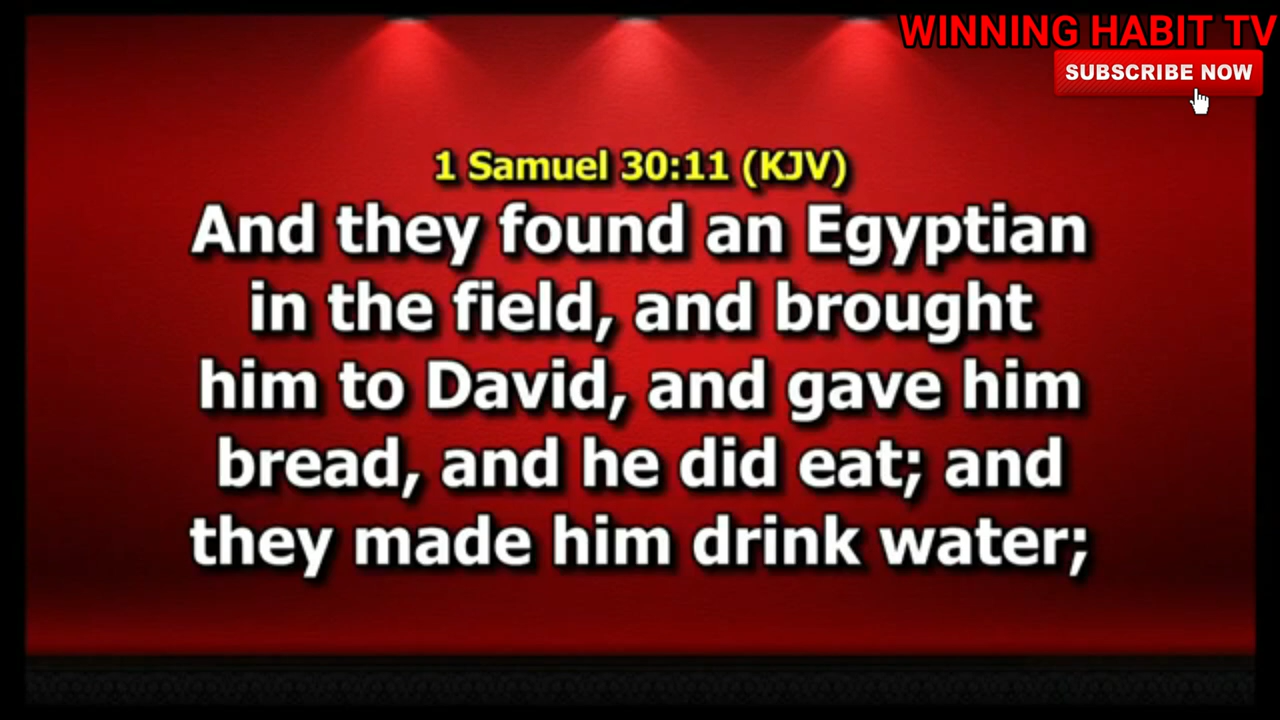 WINNING HABIT TV
SUBSCRIBE NOW
1 Samuel 30:11 (KJV)
And they found an Egyptian
in the field, and brought
him to David, and gave him
bread, and he did eat; and
they made him drink water;